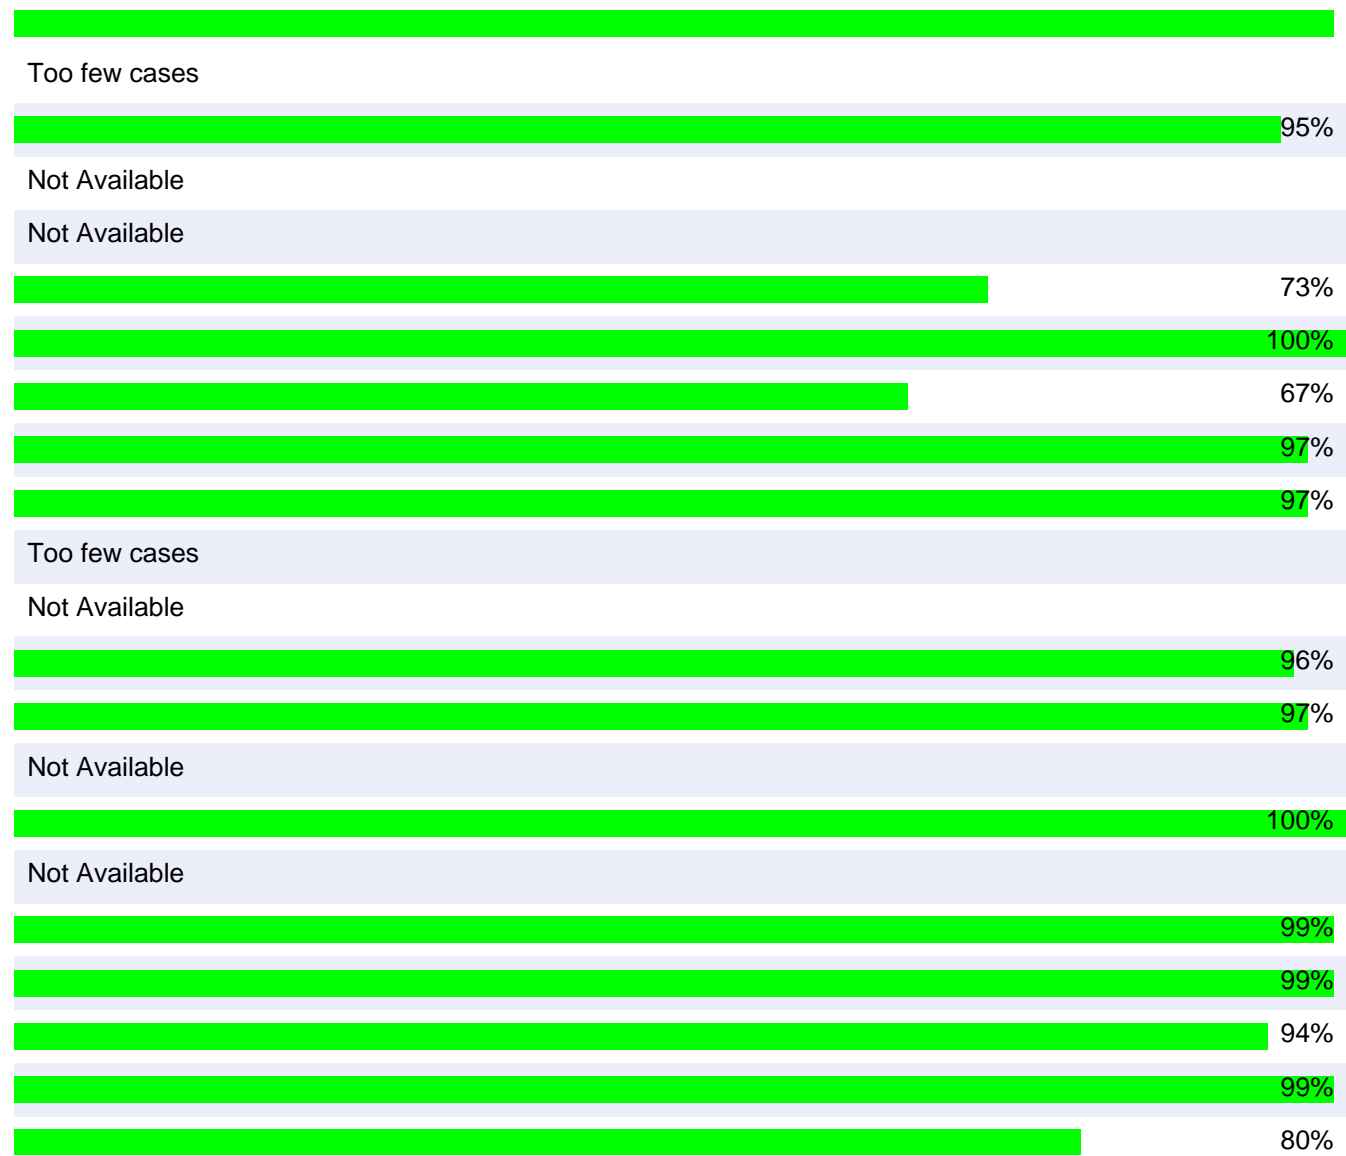 Too few cases
95%
Not Available
Not Available
73%
100%
67%
97%
97%
Too few cases
Not Available
96%
97%
Not Available
100%
Not Available
99%
99%
94%
99%
80%